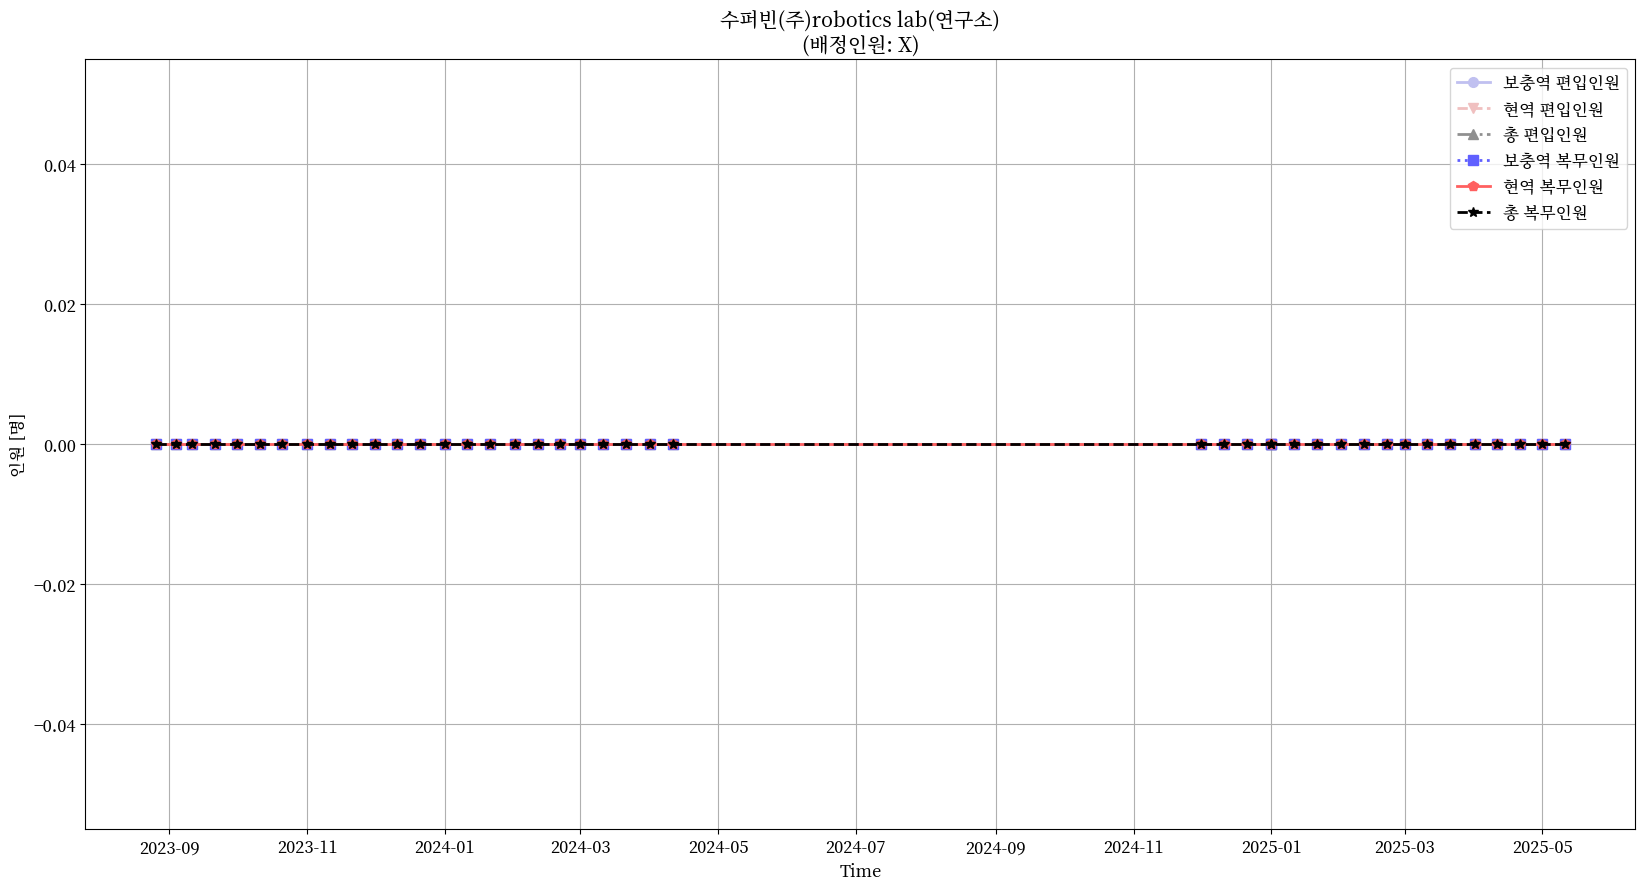 수퍼빈(주)robotics lab(연구소)
(배정인원: X)
보충역 편입인원
현역 편입인원
총 편입인원
보충역 복무인원
현역 복무인원
총 복무인원
인원 [명]
0.04
0.02
0.00
−0.02
−0.04
2023-09
2023-11
2024-01
2024-03
2024-05
2024-07
2024-09
2024-11
2025-01
2025-03
2025-05
Time